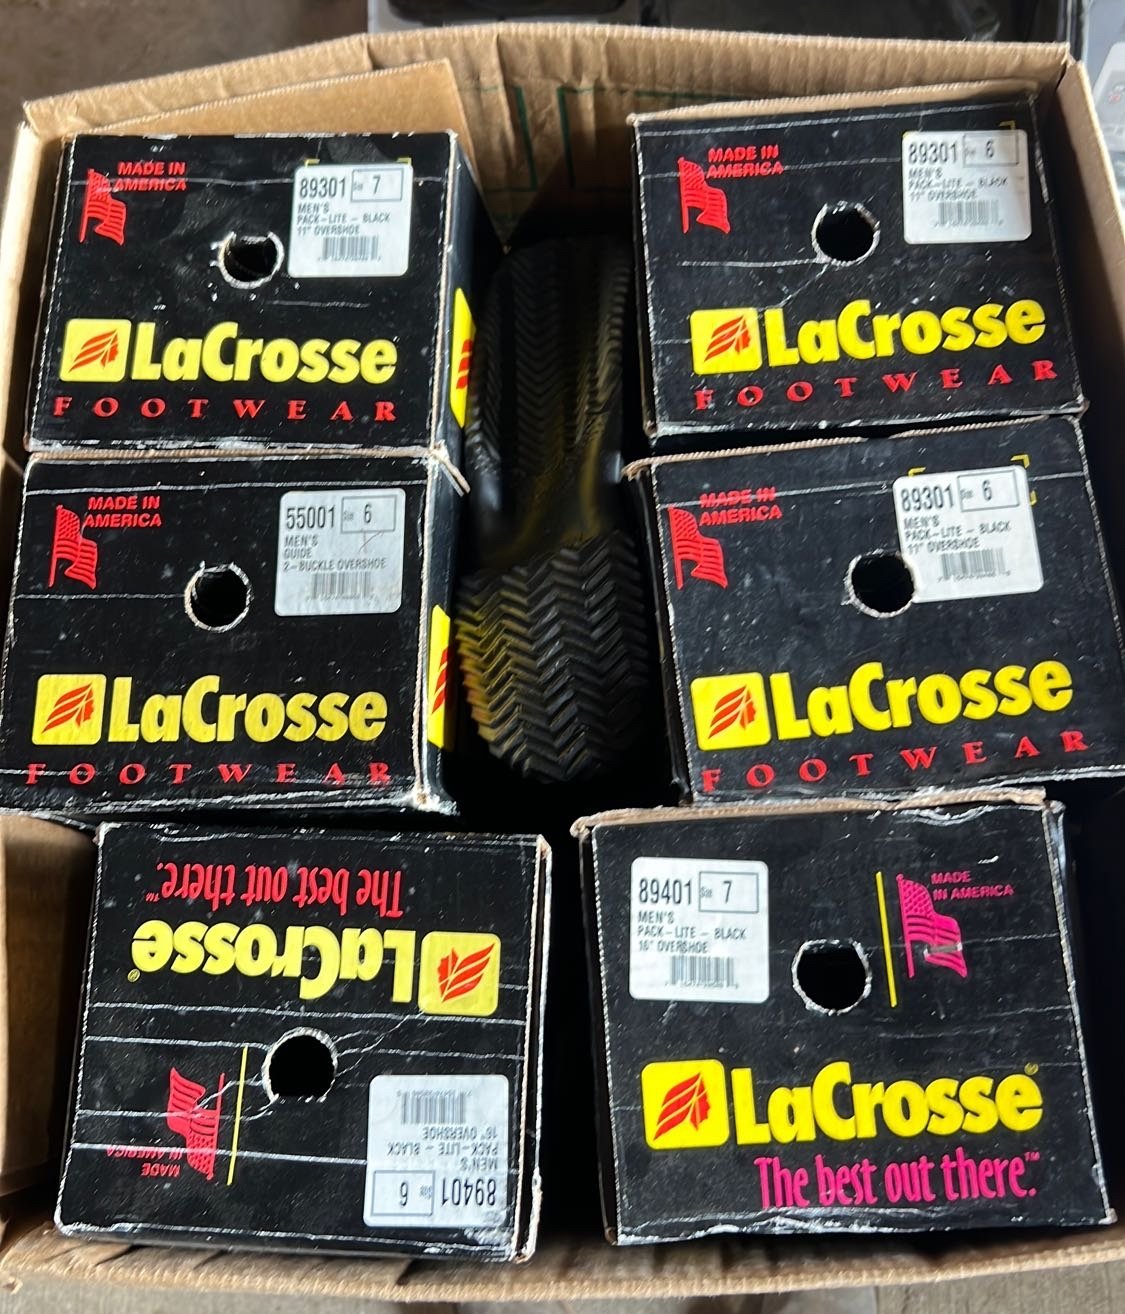 MADE IN
AMERICA
89301 Size 7
MEN'S
PACK-LITE - BLACK
11" OVERSHOE
LaCrosse
FOOTWEAR
MADE IN
AMERICA
89301 Size 6
MEN'S
PACK-LITE - BLACK
11" OVERSHOE
LaCrosse
FOOTWEAR
MADE IN
AMERICA
55001 Size 6
MEN'S
GUIDE
2-BUCKLE OVERSHOE
LaCrosse
FOOTWEAR
MADE IN
AMERICA
89301 Size 6
MEN'S
PACK-LITE - BLACK
11" OVERSHOE
LaCrosse
FOOTWEAR
89401 Size 6
MEN'S
PACK-LITE - BLACK
16" OVERSHOE
MADE
IN AMERICA
LaCrosse®
The best out there.™
89401 Size 7
MEN'S
PACK-LITE - BLACK
16" OVERSHOE
MADE
IN AMERICA
LaCrosse®
The best out there.™